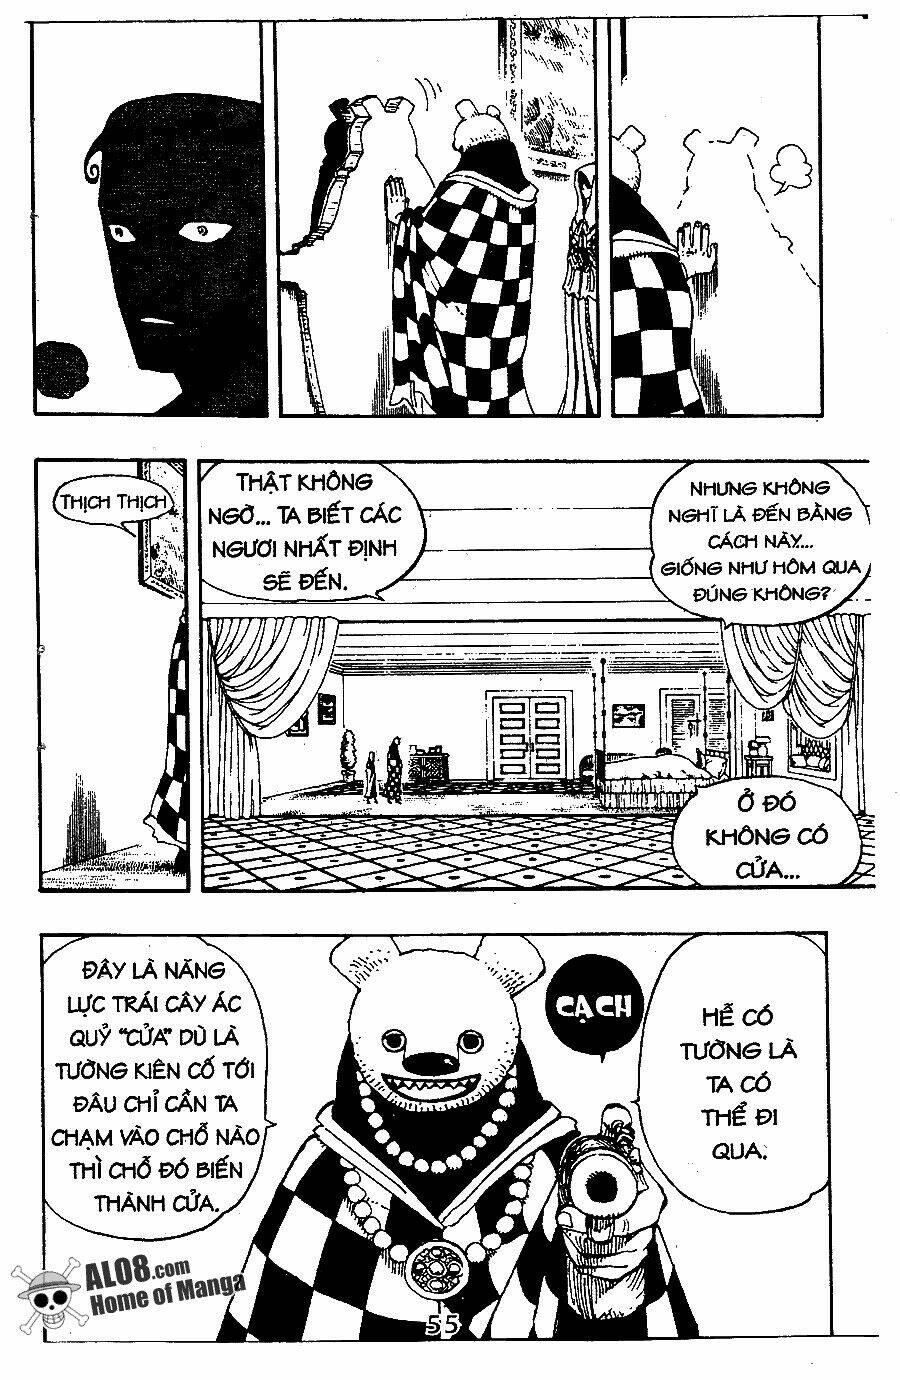 THỊCH THỊCH
THẬT KHÔNG
NGỜ... TA BIẾT CÁC
NGƯƠI NHẤT ĐỊNH
SẼ ĐẾN.
NHƯNG KHÔNG
NGHĨ LÀ ĐẾN BẰNG
CÁCH NÀY...
GIỐNG NHƯ HÔM QUA
ĐÚNG KHÔNG?
Ở ĐÓ
KHÔNG CÓ
CỬA...
ĐÂY LÀ NĂNG
LỰC TRÁI CÂY ÁC
QUỶ "CỬA" DÙ LÀ
TƯỜNG KIÊN CỐ TỚI
ĐÂU CHỈ CẦN TA
CHẠM VÀO CHỖ NÀO
THÌ CHỖ ĐÓ BIẾN
THÀNH CỬA.
CẠCH
HỄ CÓ
TƯỜNG LÀ
TA CÓ
THỂ ĐI
QUA.
AL08.com
Home of Manga
55